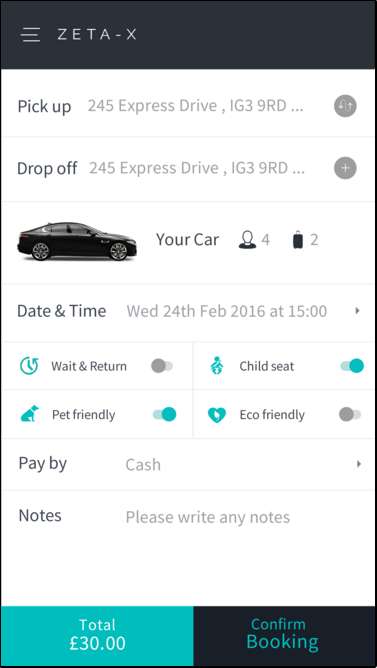 ZETA-X
Pick up 245 Express Drive , IG3 9RD ...
Drop off 245 Express Drive , IG3 9RD ...
Your Car 4 2
Date & Time Wed 24th Feb 2016 at 15:00
Wait & Return Child seat
Pet friendly Eco friendly
Pay by Cash
Notes Please write any notes
Total
£30.00
Confirm
Booking